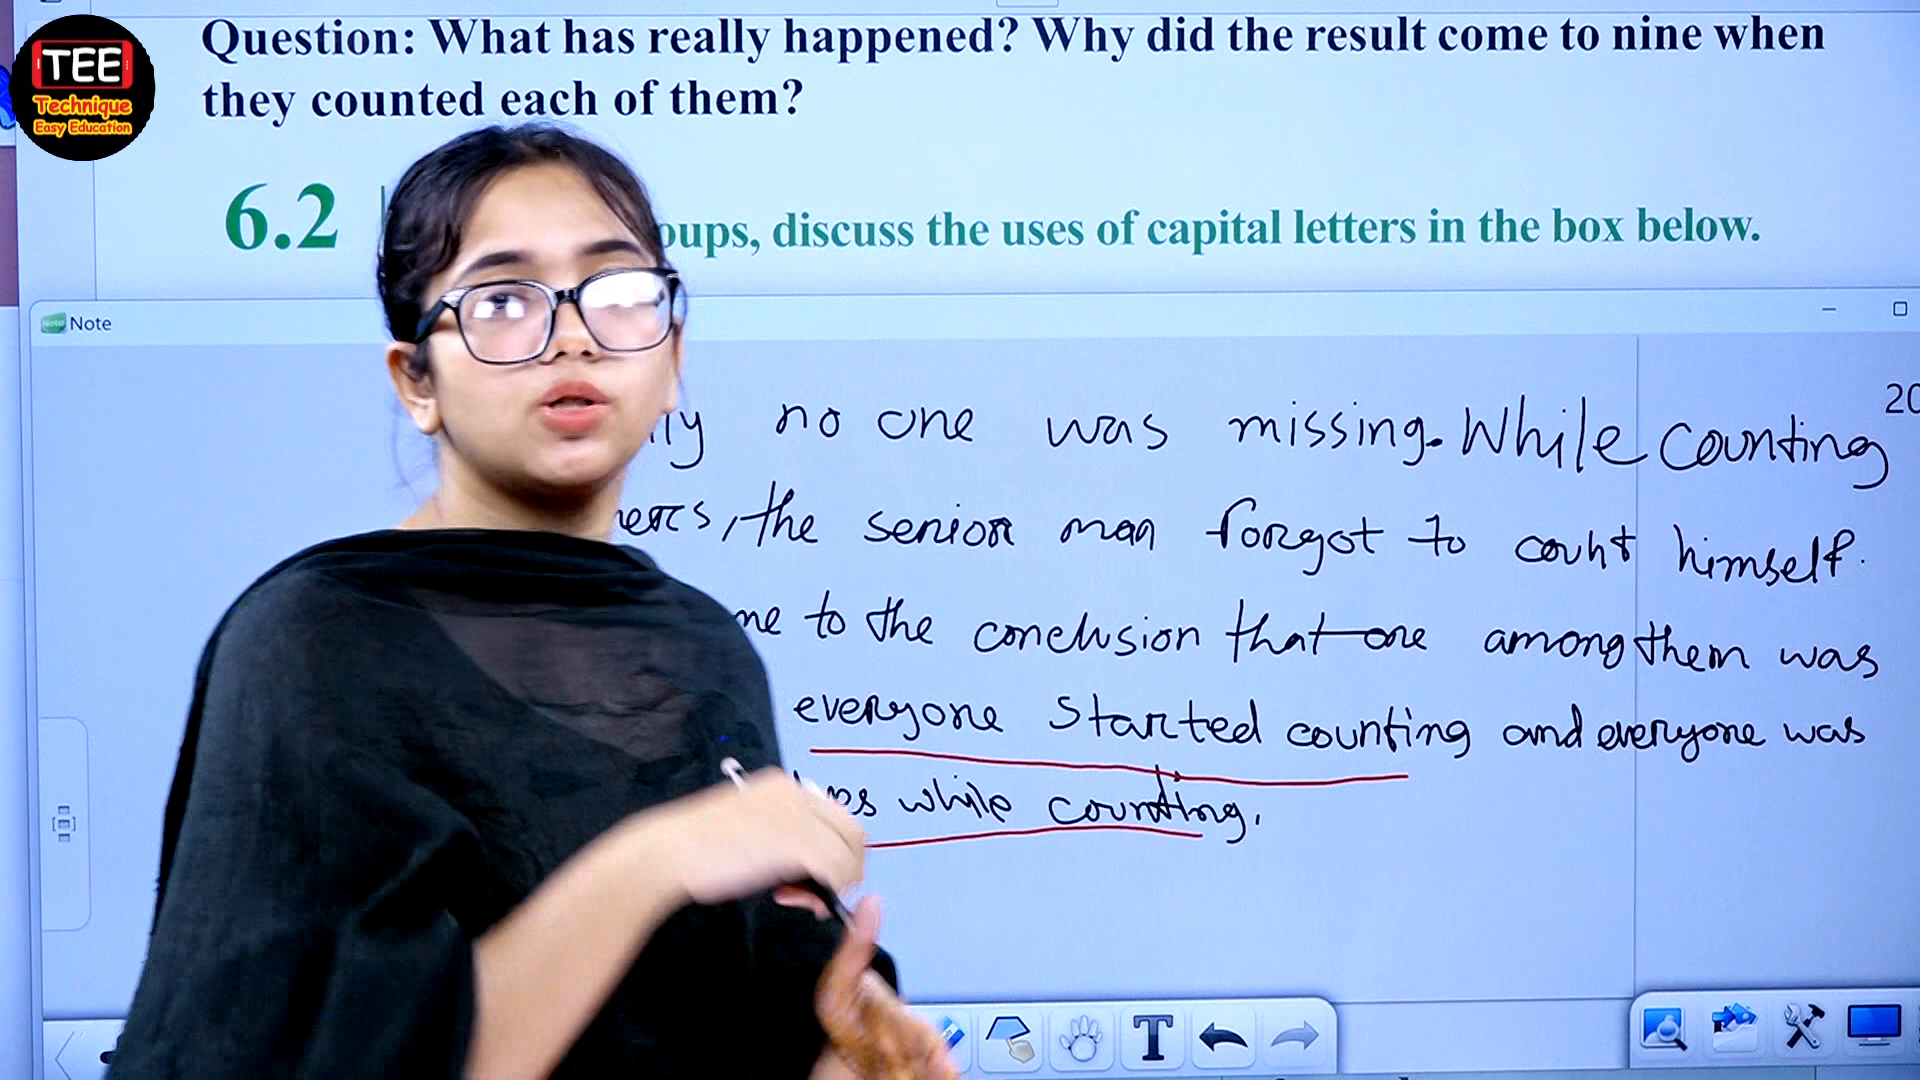 TEE
Technique
Easy Education
Question: What has really happened? Why did the result come to nine when
they counted each of them?
6.2 discuss the uses of capital letters in the box below.
Note
no one was missing. While counting
20
, the senior man forgot to count himself.
to the conclusion that one among them was
everyone started counting and everyone was
while counting.
T